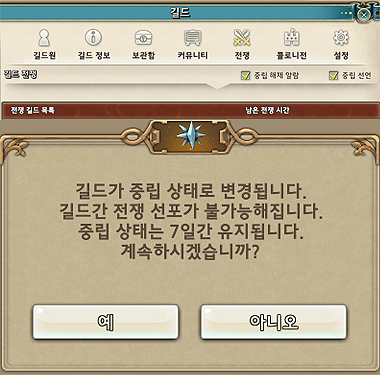 길드
길드원 길드 정보 보관함 커뮤니티 전쟁 콜로니전 설정
길드 전쟁 중립 해제 알람 중립 선언
전쟁 길드 목록 남은 전쟁 시간
길드가 중립 상태로 변경됩니다.
길드간 전쟁 선포가 불가능해집니다.
중립 상태는 7일간 유지됩니다.
계속하시겠습니까?
예 아니오